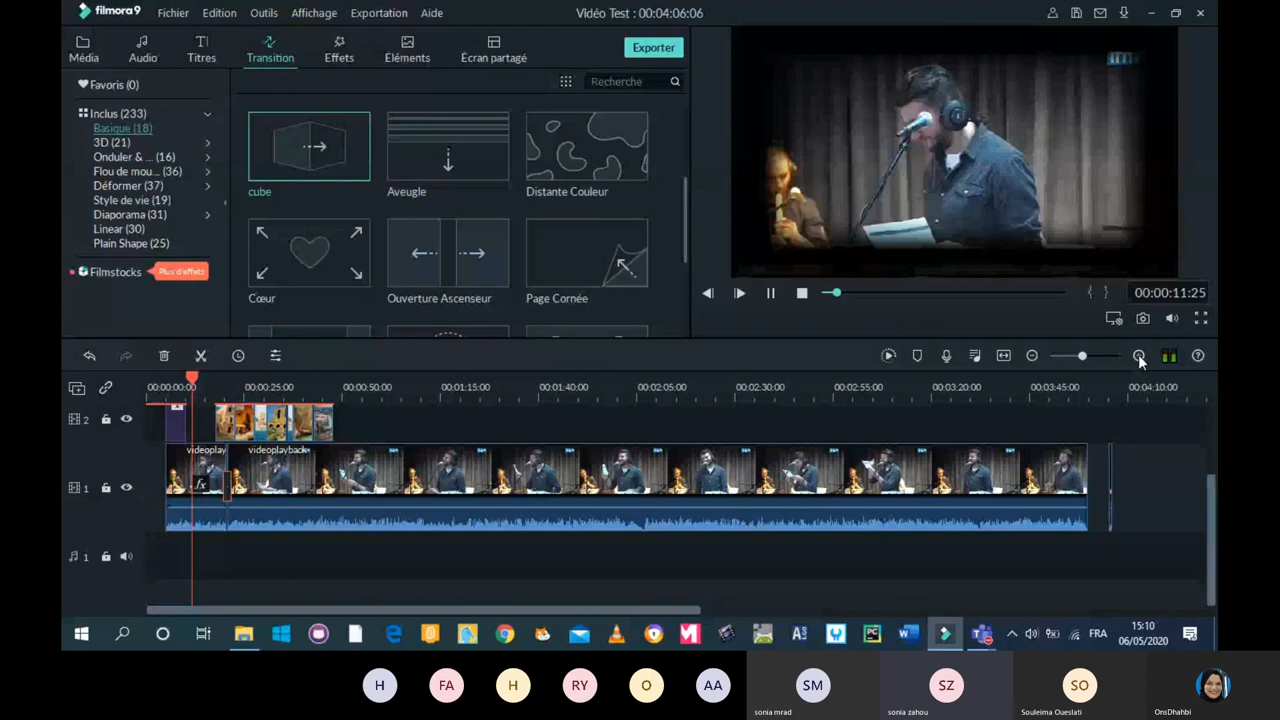 filmora9
Fichier
Edition
Outils
Affichage
Exportation
Aide
Vidéo Test : 00:04:06:06
Média
Audio
Titres
Transition
Effets
Eléments
Écran partagé
Exporter
Favoris (0)
Recherche
Inclus (233)
Basique (18)
3D (21)
Onduler & ... (16)
Flou de mou... (36)
Déformer (37)
Style de vie (19)
Diaporama (31)
Linear (30)
Plain Shape (25)
Filmstocks
Plus d'effets
cube
Aveugle
Distante Couleur
Cœur
Ouverture Ascenseur
Page Cornée
00:00:11:25
00:00:00:00
00:00:25:00
00:00:50:00
00:01:15:00
00:01:40:00
00:02:05:00
00:02:30:00
00:02:55:00
00:03:20:00
00:03:45:00
00:04:10:00
2
videoplay
videoplayback
fx
1
1
FRA
15:10
06/05/2020
H
FA
H
RY
O
AA
SM
sonia mrad
SZ
sonia zahou
SO
Souleima Oueslati
OnsDhahbi